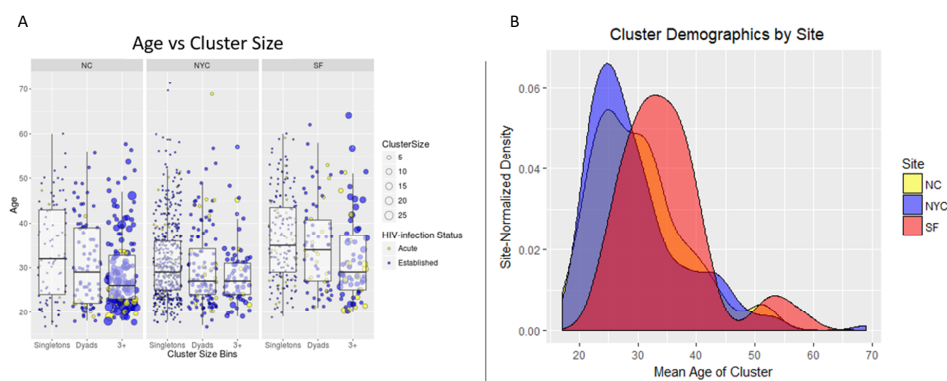 A
Age vs Cluster Size
NC
NYC
SF
70
60
50
40
30
20
Age
Singletons Dyads 3+
Singletons Dyads 3+
Singletons Dyads 3+
Cluster Size Bins
ClusterSize
5
10
15
20
25
HIV-infection Status
Acute
Established
B
Cluster Demographics by Site
0.06
0.04
0.02
0.00
Site-Normalized Density
20 30 40 50 60 70
Mean Age of Cluster
Site
NC
NYC
SF